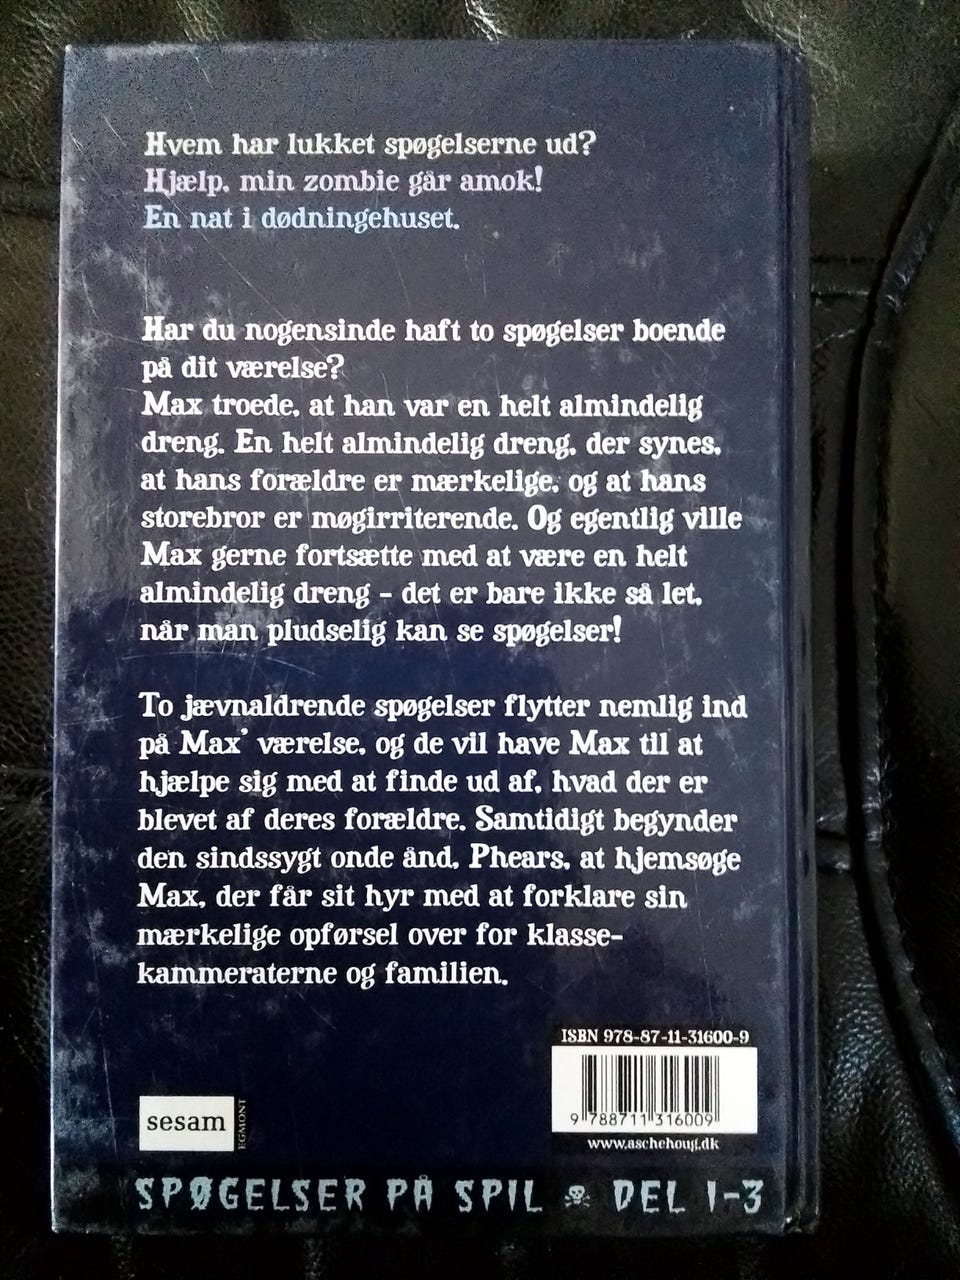 Hvem har lukket spøgelserne ud?
Hjælp, min zombie går amok!
En nat i dødningehuset.
Har du nogensinde haft to spøgelser boende
på dit værelse?
Max troede, at han var en helt almindelig
dreng. En helt almindelig dreng, der synes,
at hans forældre er mærkelige, og at hans
storebror er møgirriterende. Og egentlig ville
Max gerne fortsætte med at være en helt
almindelig dreng – det er bare ikke så let,
når man pludselig kan se spøgelser!
To jævnaldrende spøgelser flytter nemlig ind
på Max' værelse, og de vil have Max til at
hjælpe sig med at finde ud af, hvad der er
blevet af deres forældre. Samtidigt begynder
den sindssygt onde ånd, Phears, at hjemsøge
Max, der får sit hyr med at forklare sin
mærkelige opførsel over for klasse-
kammeraterne og familien.
ISBN 978-87-11-31600-9
9 788711 316009
www.aschehoug.dk
sesam
EGMONT
SPØGELSER PÅ SPIL DEL 1-3